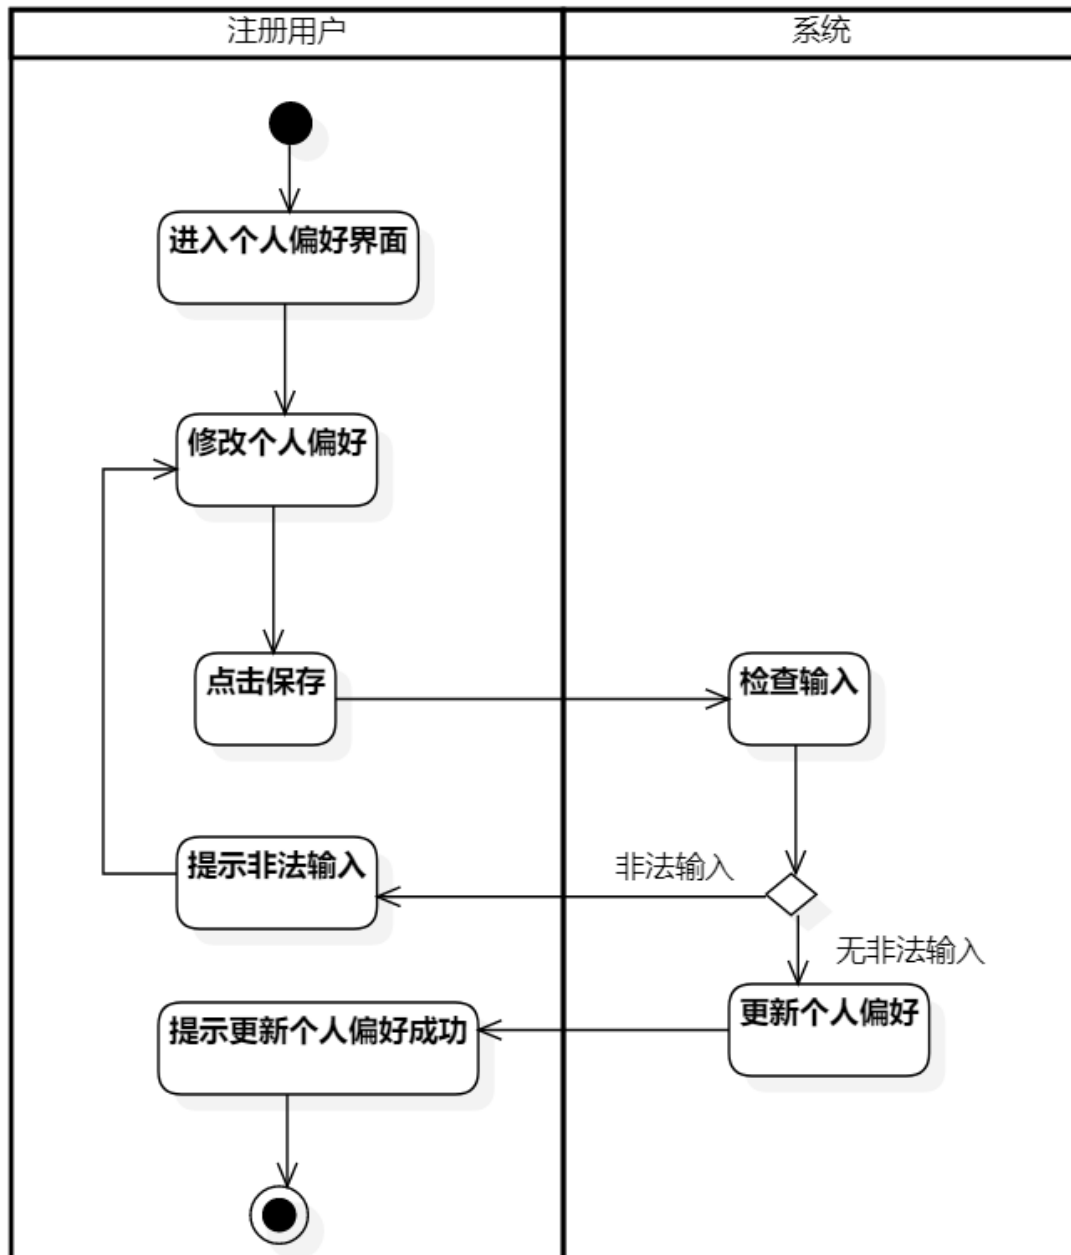 注册用户
系统
进入个人偏好界面
修改个人偏好
点击保存
检查输入
提示非法输入
非法输入
无非法输入
更新个人偏好
提示更新个人偏好成功